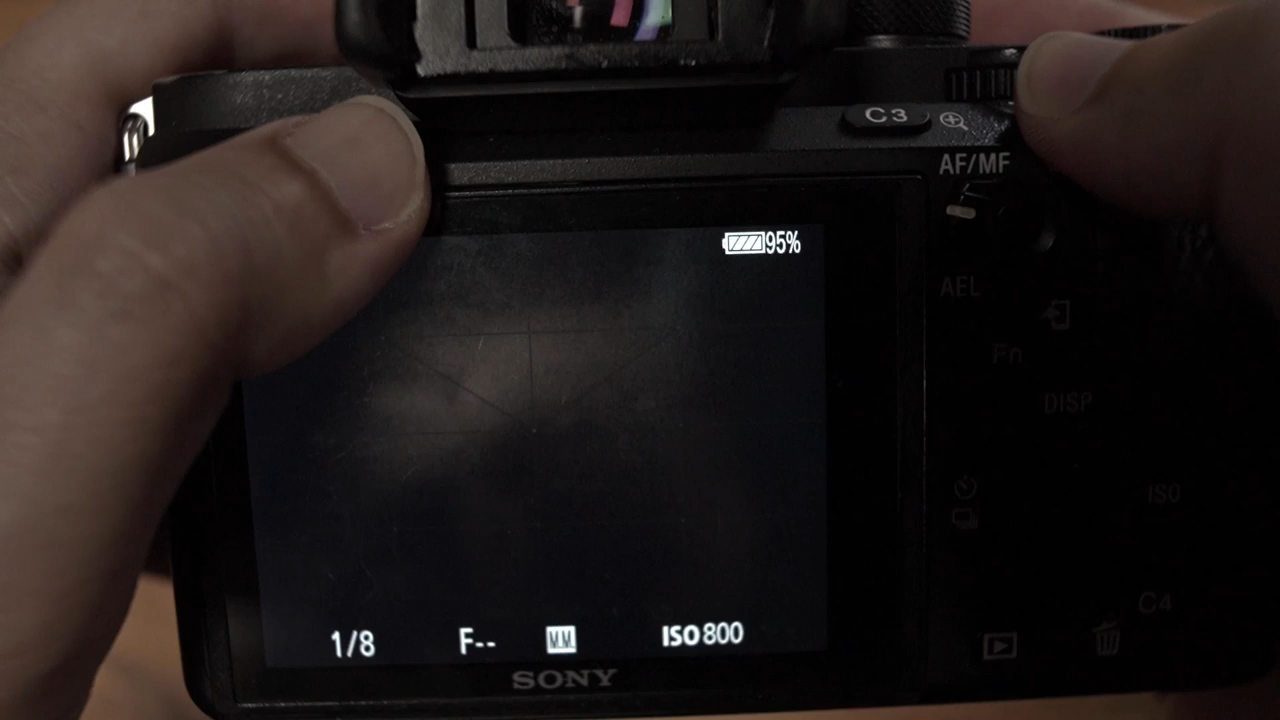 C3
AF/MF
95%
AEL
Fn
DISP
ISO
C4
1/8 F-- M.M. ISO 800
SONY